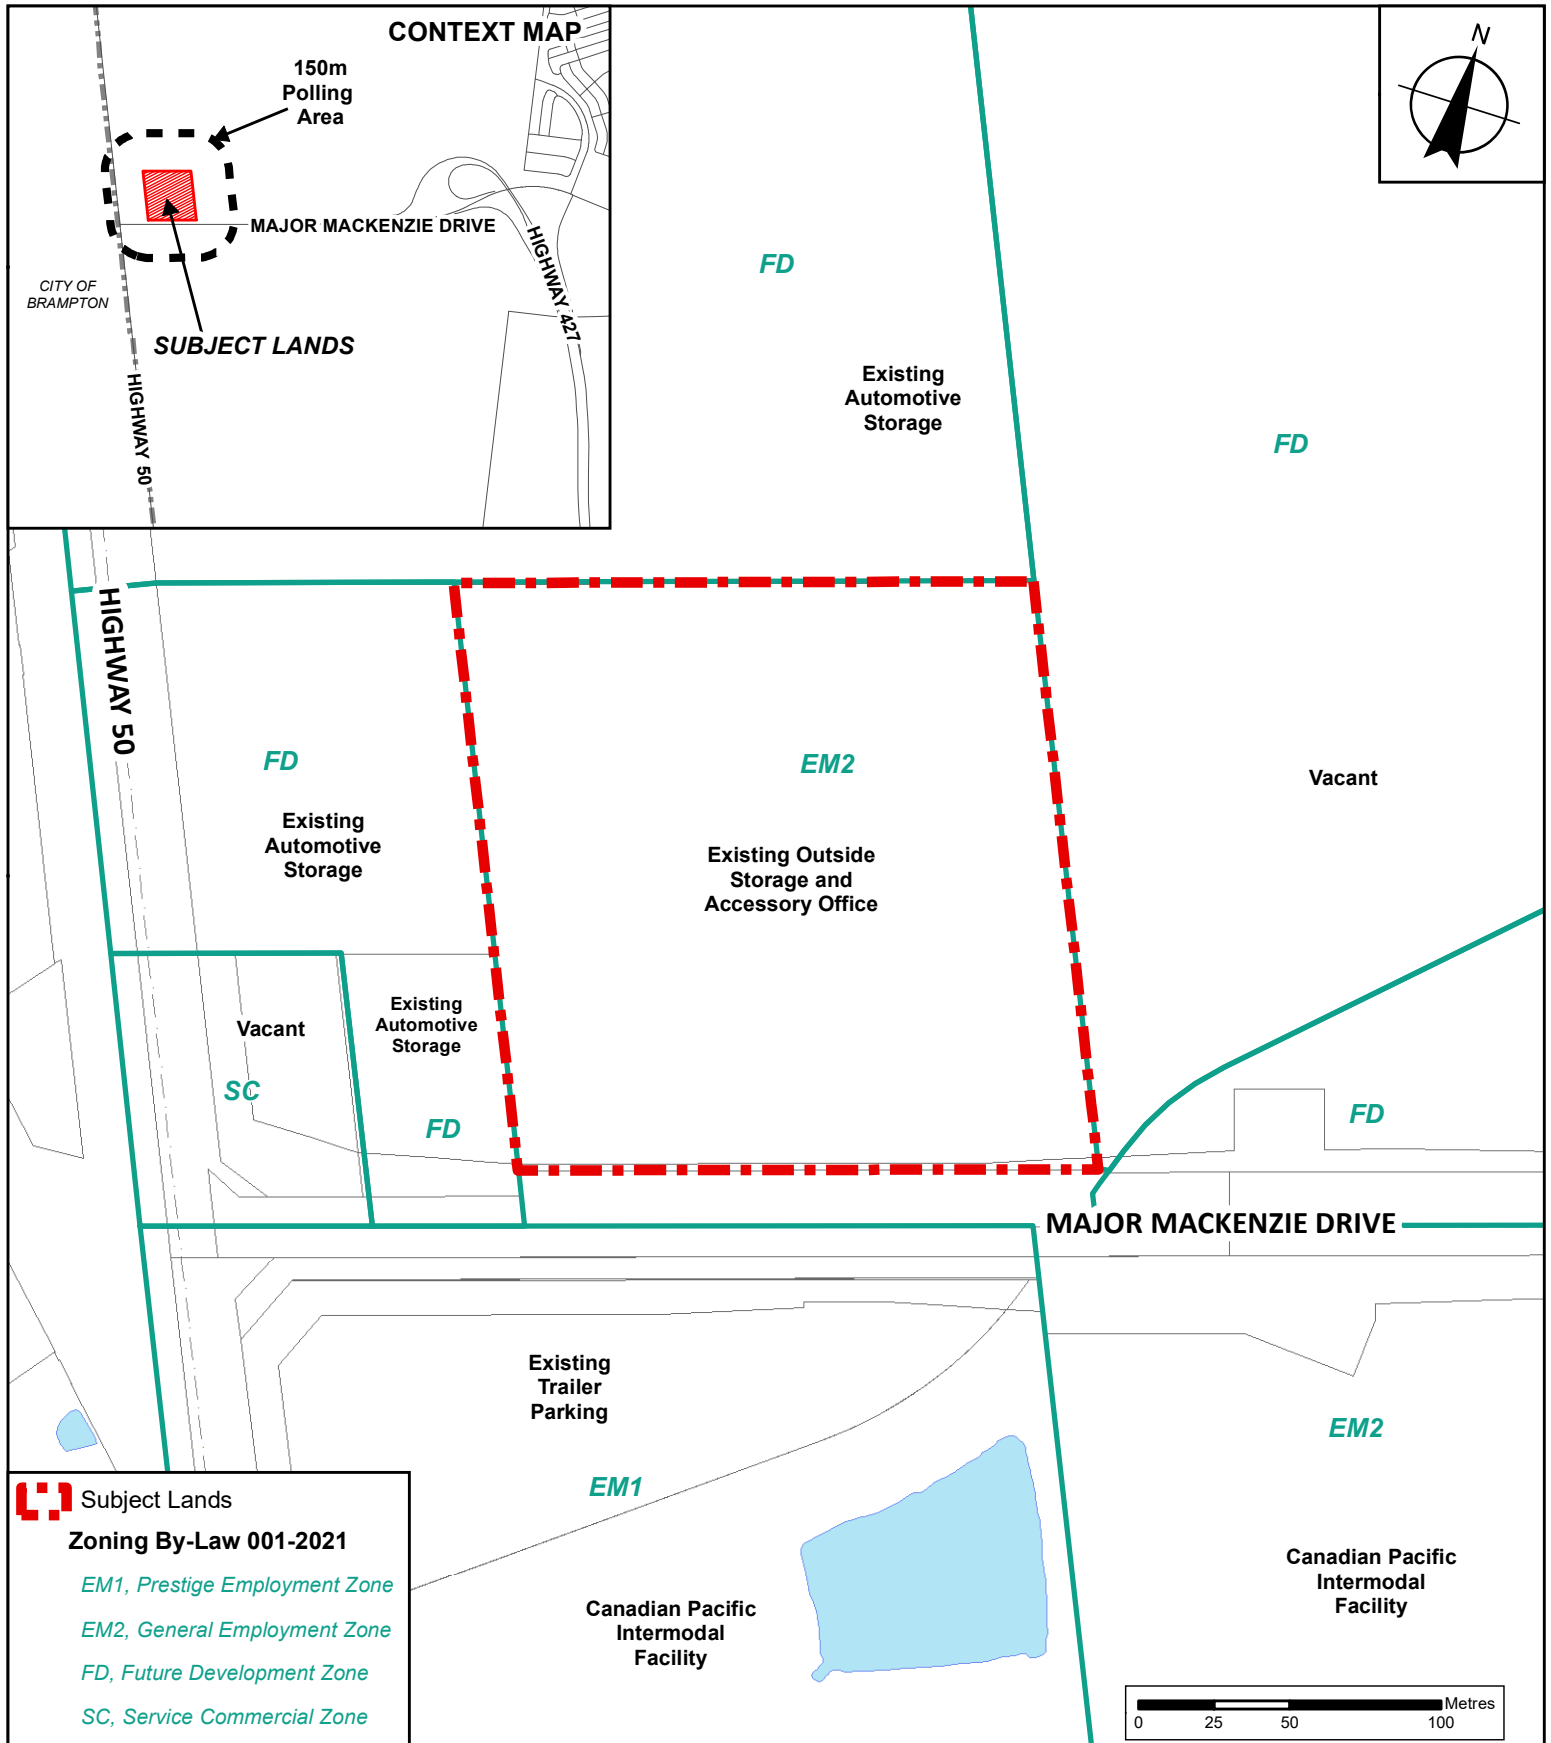 CONTEXT MAP
150m
Polling
Area
MAJOR MACKENZIE DRIVE
HIGHWAY 427
CITY OF
BRAMPTON
SUBJECT LANDS
HIGHWAY 50
N
FD
Existing
Automotive
Storage
FD
HIGHWAY 50
FD
Existing
Automotive
Storage
EM2
Existing Outside
Storage and
Accessory Office
Vacant
Vacant
SC
Existing
Automotive
Storage
FD
FD
MAJOR MACKENZIE DRIVE
Existing
Trailer
Parking
EM1
EM2
Canadian Pacific
Intermodal
Facility
Canadian Pacific
Intermodal
Facility
Subject Lands
Zoning By-Law 001-2021
EM1, Prestige Employment Zone
EM2, General Employment Zone
FD, Future Development Zone
SC, Service Commercial Zone
Metres
0 25 50 100